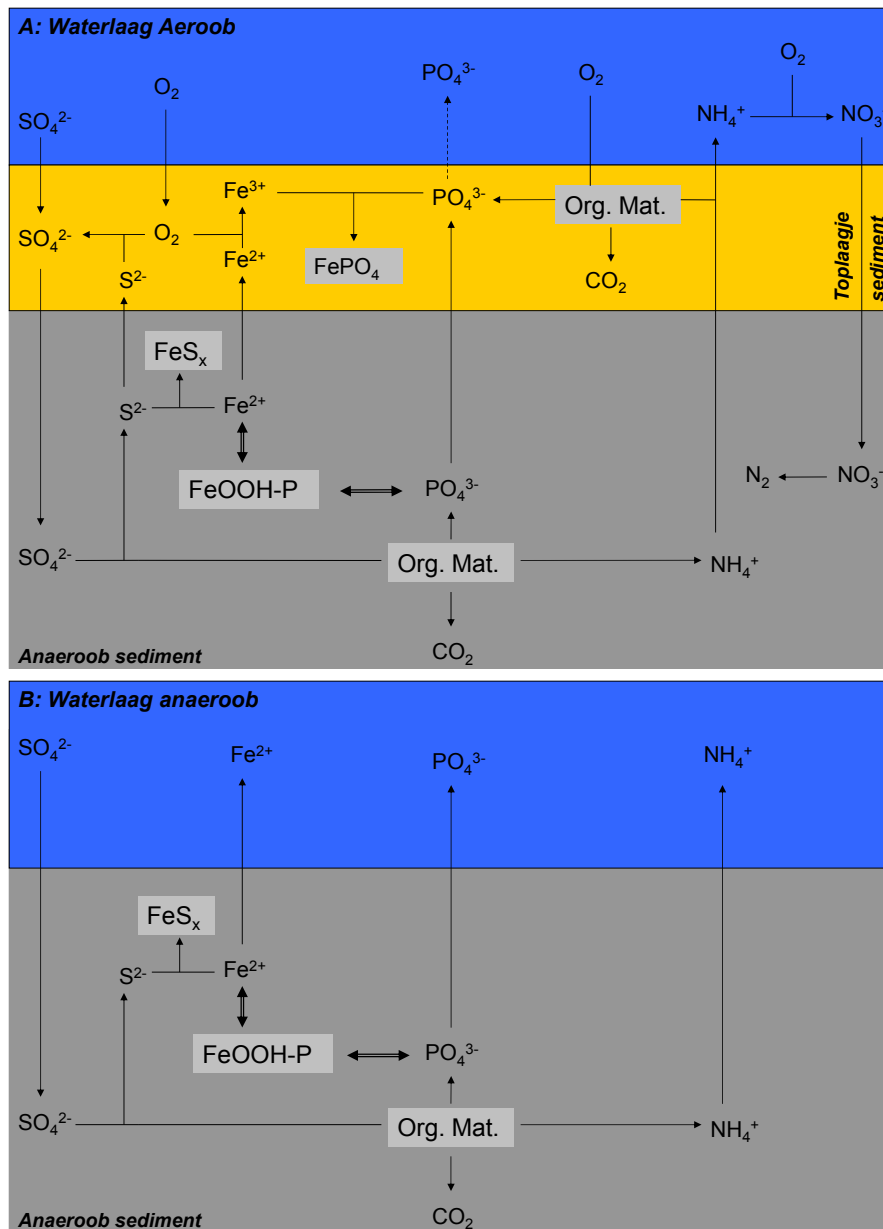 A: Waterlaag Aeroob
O₂
PO₄³⁻
O₂
O₂
SO₄²⁻
NH₄⁺
NO₃
Fe³⁺
PO₄³⁻
Org. Mat.
SO₄²⁻
O₂
Fe²⁺
FePO₄
S²⁻
CO₂
Toplaagje
sediment
FeSₓ
S²⁻
Fe²⁺
FeOOH-P
PO₄³⁻
N₂
NO₃⁻
SO₄²⁻
Org. Mat.
NH₄⁺
CO₂
Anaeroob sediment
B: Waterlaag anaeroob
SO₄²⁻
Fe²⁺
PO₄³⁻
NH₄⁺
FeSₓ
S²⁻
Fe²⁺
FeOOH-P
PO₄³⁻
SO₄²⁻
Org. Mat.
NH₄⁺
CO₂
Anaeroob sediment